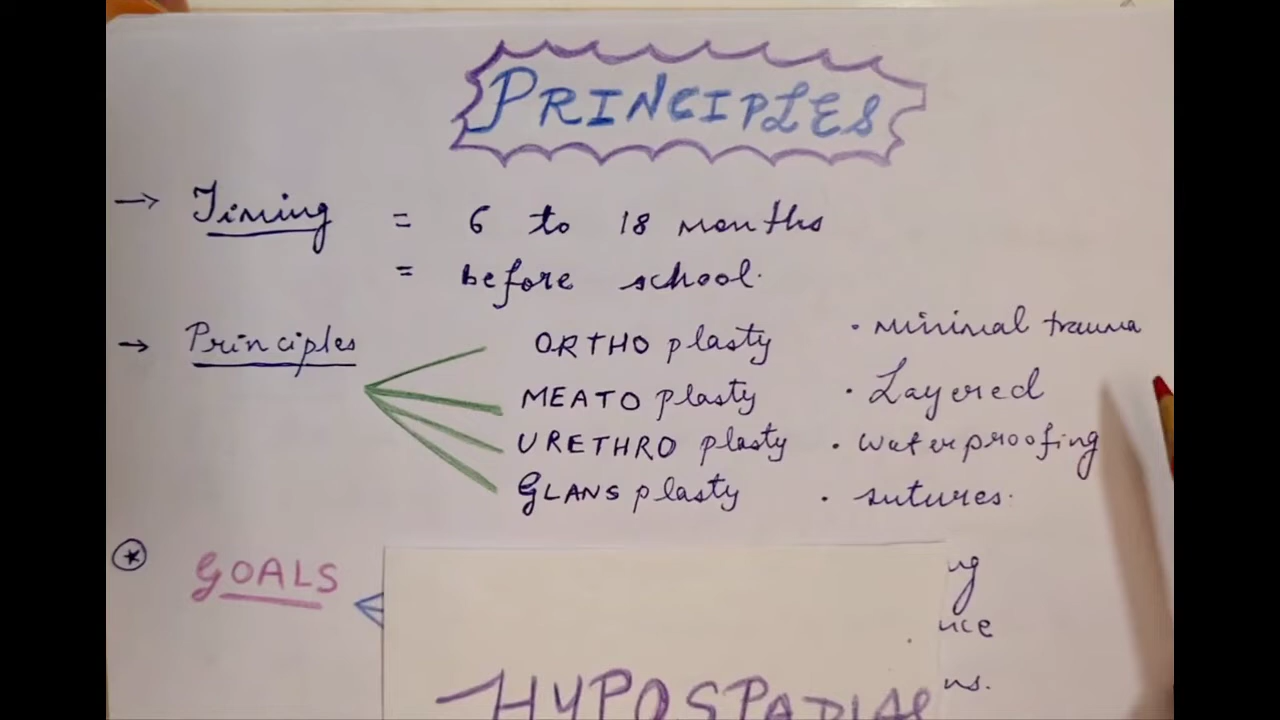 PRINCIPLES
→ Timing = 6 to 18 months
= before school.
→ Principles
ORTHO plasty · minimal trauma
MEATO plasty · Layered
URETHRO plasty · waterproofing
GLANS plasty · sutures.
GOALS
HYPOSPADIAS